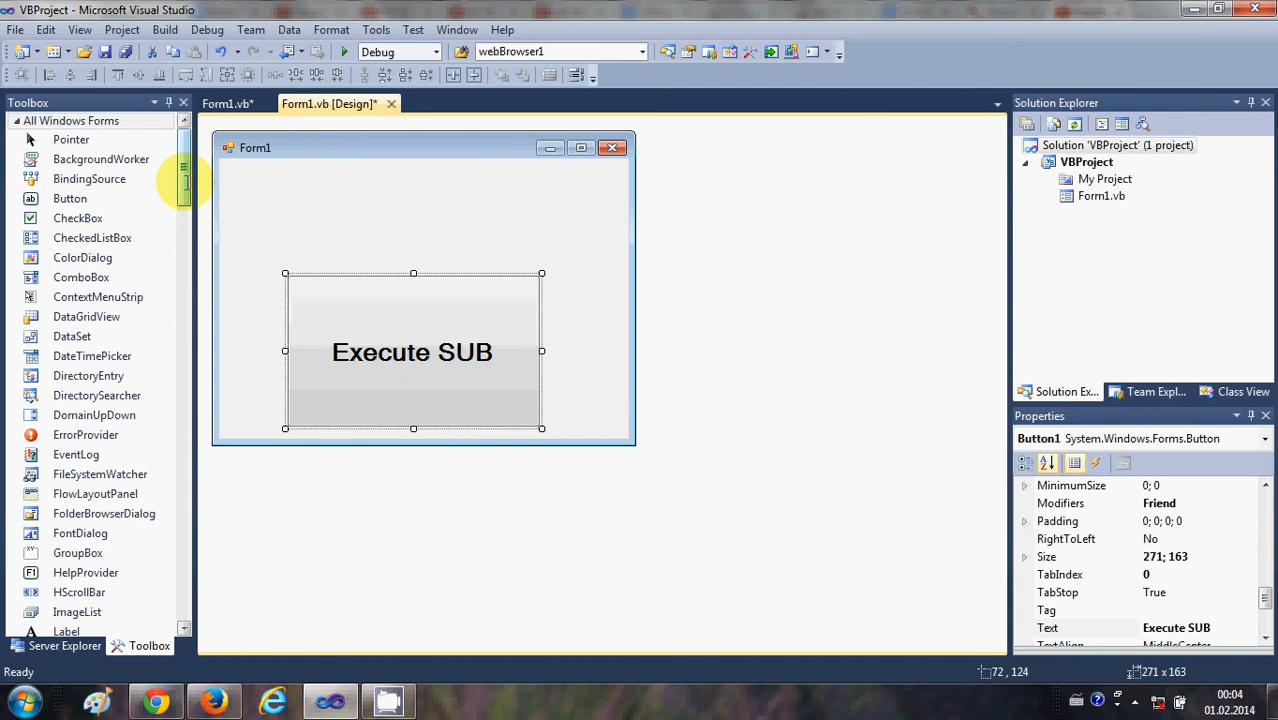 VBProject - Microsoft Visual Studio
File Edit View Project Build Debug Team Data Format Tools Test Window Help
Debug webBrowser1
Toolbox
All Windows Forms
Pointer
BackgroundWorker
BindingSource
Button
CheckBox
CheckedListBox
ColorDialog
ComboBox
ContextMenuStrip
DataGridView
DataSet
DateTimePicker
DirectoryEntry
DirectorySearcher
DomainUpDown
ErrorProvider
EventLog
FileSystemWatcher
FlowLayoutPanel
FolderBrowserDialog
FontDialog
GroupBox
HelpProvider
HScrollBar
ImageList
Label
Server Explorer Toolbox
Form1.vb* Form1.vb [Design]*
Form1
Execute SUB
Solution Explorer
Solution 'VBProject' (1 project)
VBProject
My Project
Form1.vb
Solution Ex... Team Expl... Class View
Properties
Button1 System.Windows.Forms.Button
MinimumSize 0; 0
Modifiers Friend
Padding 0; 0; 0; 0
RightToLeft No
Size 271; 163
TabIndex 0
TabStop True
Tag
Text Execute SUB
TextAlign MiddleCenter
Ready 72 , 124 271 x 163
00:04
01.02.2014